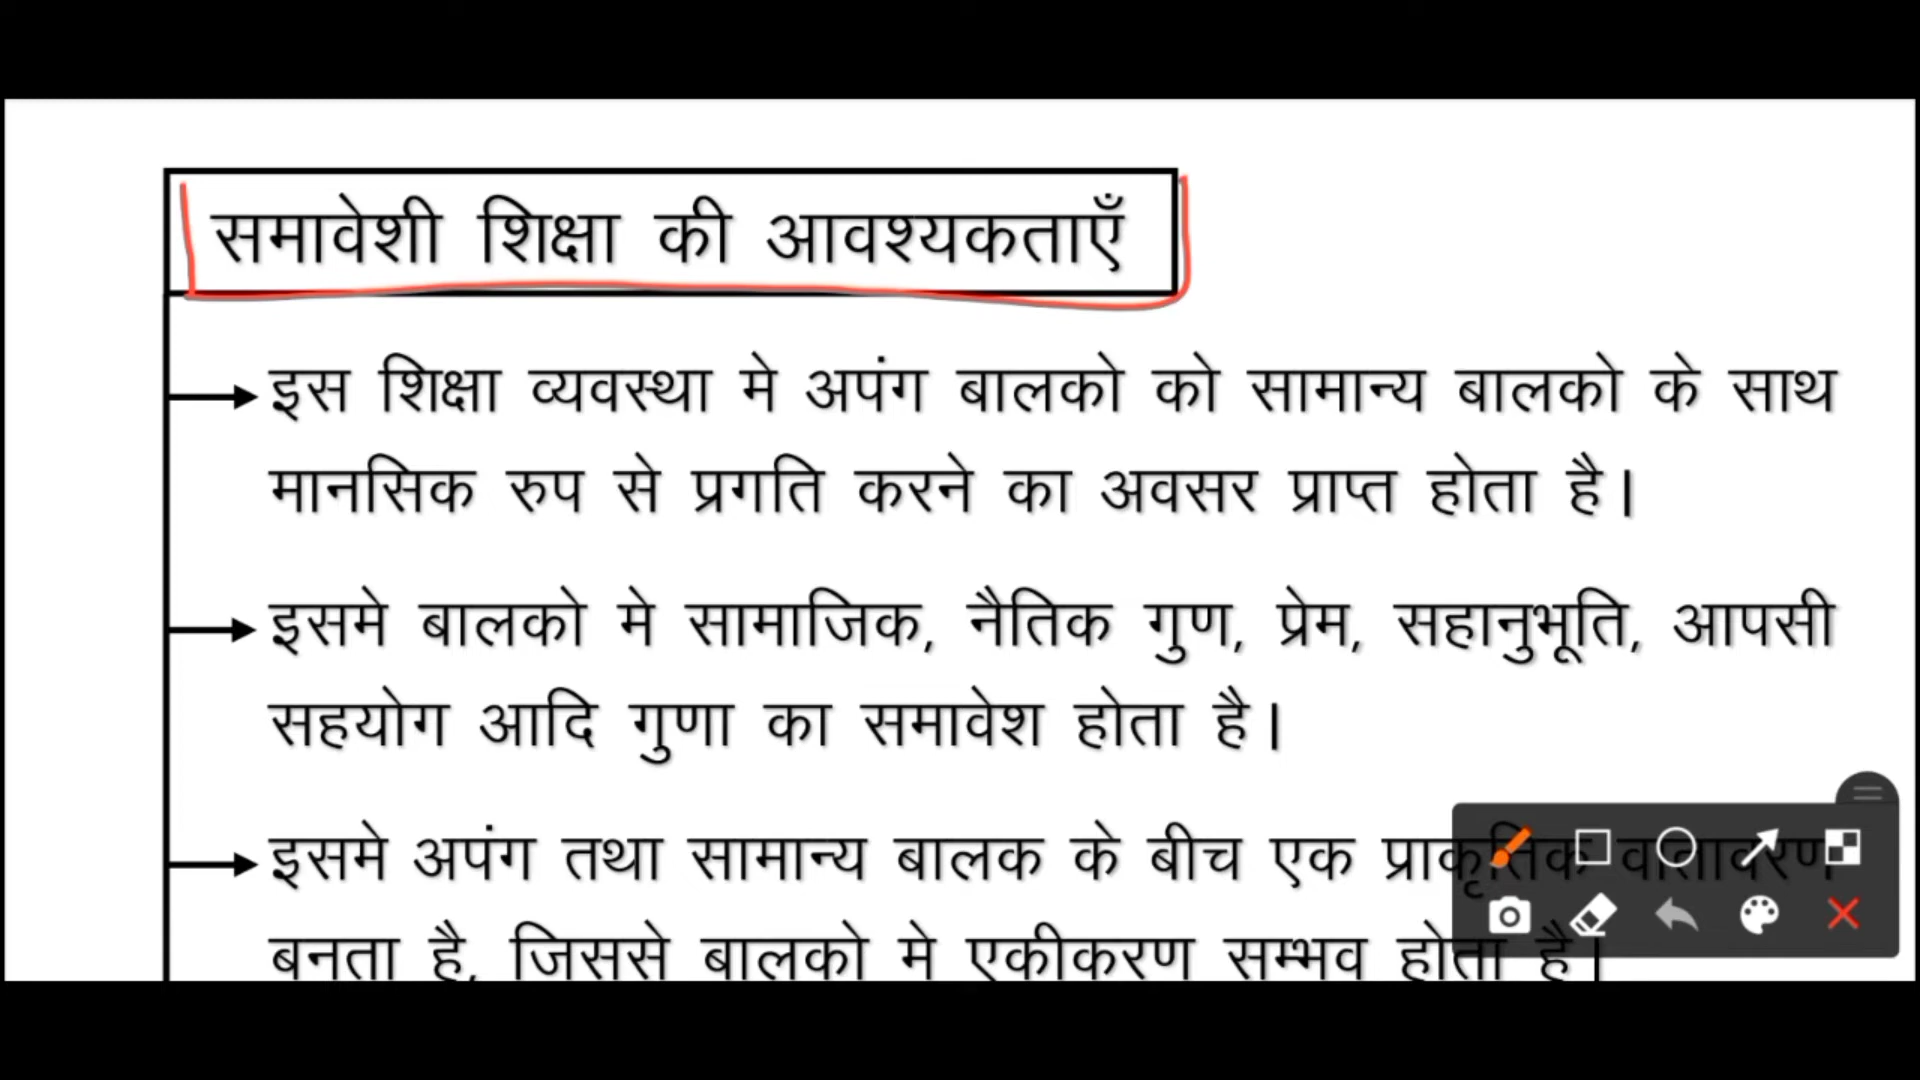 समावेशी शिक्षा की आवश्यकताएँ
इस शिक्षा व्यवस्था मे अपंग बालको को सामान्य बालको के साथ
मानसिक रुप से प्रगति करने का अवसर प्राप्त होता है।
इसमे बालको मे सामाजिक, नैतिक गुण, प्रेम, सहानुभूति, आपसी
सहयोग आदि गुणा का समावेश होता है।
इसमे अपंग तथा सामान्य बालक के बीच एक प्राकृतिक वातावरण
बनता है, जिससे बालको मे एकीकरण सम्भव होता है।